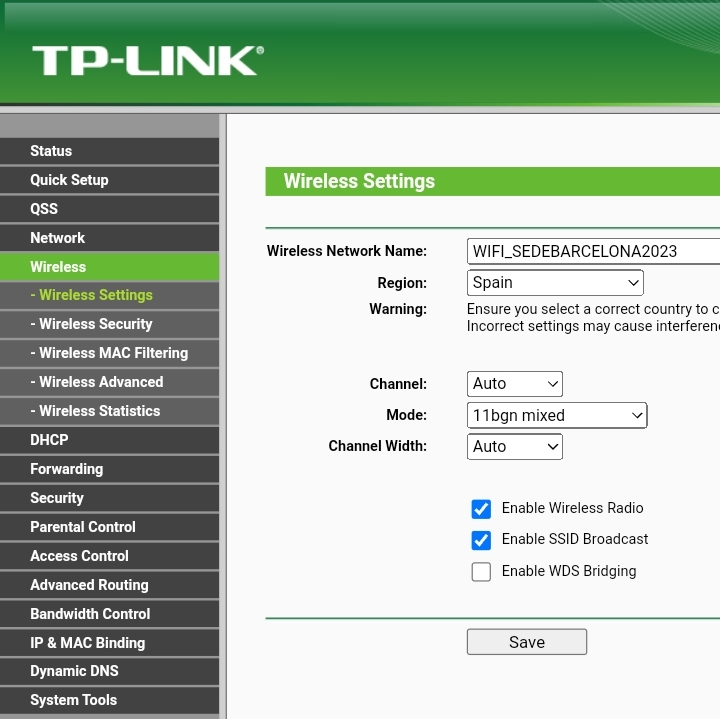 TP-LINK®
Status
Quick Setup
QSS
Network
Wireless
- Wireless Settings
- Wireless Security
- Wireless MAC Filtering
- Wireless Advanced
- Wireless Statistics
DHCP
Forwarding
Security
Parental Control
Access Control
Advanced Routing
Bandwidth Control
IP & MAC Binding
Dynamic DNS
System Tools
Wireless Settings
Wireless Network Name: WIFI_SEDEBARCELONA2023
Region: Spain
Warning: Ensure you select a correct country to c
Incorrect settings may cause interferen
Channel: Auto
Mode: 11bgn mixed
Channel Width: Auto
Enable Wireless Radio
Enable SSID Broadcast
Enable WDS Bridging
Save